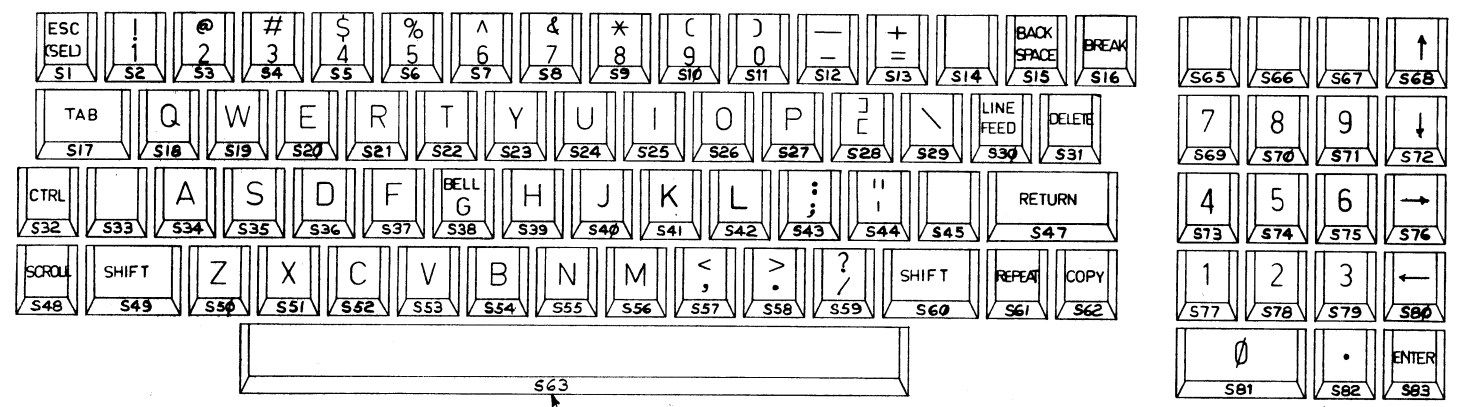 ESC ! @ # $ % ^ & * ( ) — + BACK BREAK
(SEL) 1 2 3 4 5 6 7 8 9 0 – = SPACE ↑
S1 S2 S3 S4 S5 S6 S7 S8 S9 S10 S11 S12 S13 S14 S15 S16 S65 S66 S67 S68
TAB Q W E R T Y U I O P ] \ LINE DELETE 7 8 9 ↓
[ FEED
S17 S18 S19 S20 S21 S22 S23 S24 S25 S26 S27 S28 S29 S30 S31 S69 S70 S71 S72
CTRL A S D F BELL H J K L : " RETURN 4 5 6 →
G ; '
S32 S33 S34 S35 S36 S37 S38 S39 S40 S41 S42 S43 S44 S45 S47 S73 S74 S75 S76
SCROLL SHIFT Z X C V B N M < > ? SHIFT REPEAT COPY 1 2 3 ←
, . /
S48 S49 S50 S51 S52 S53 S54 S55 S56 S57 S58 S59 S60 S61 S62 S77 S78 S79 S80
Ø . ENTER
S63 S81 S82 S83